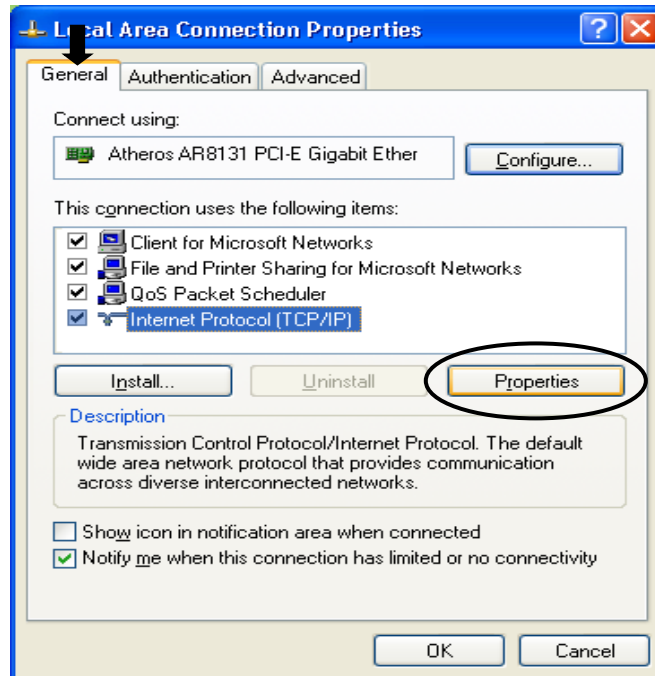 Local Area Connection Properties
General Authentication Advanced
Connect using:
Atheros AR8131 PCI-E Gigabit Ether Configure...
This connection uses the following items:
Client for Microsoft Networks
File and Printer Sharing for Microsoft Networks
QoS Packet Scheduler
Internet Protocol (TCP/IP)
Install... Uninstall Properties
Description
Transmission Control Protocol/Internet Protocol. The default
wide area network protocol that provides communication
across diverse interconnected networks.
Show icon in notification area when connected
Notify me when this connection has limited or no connectivity
OK Cancel